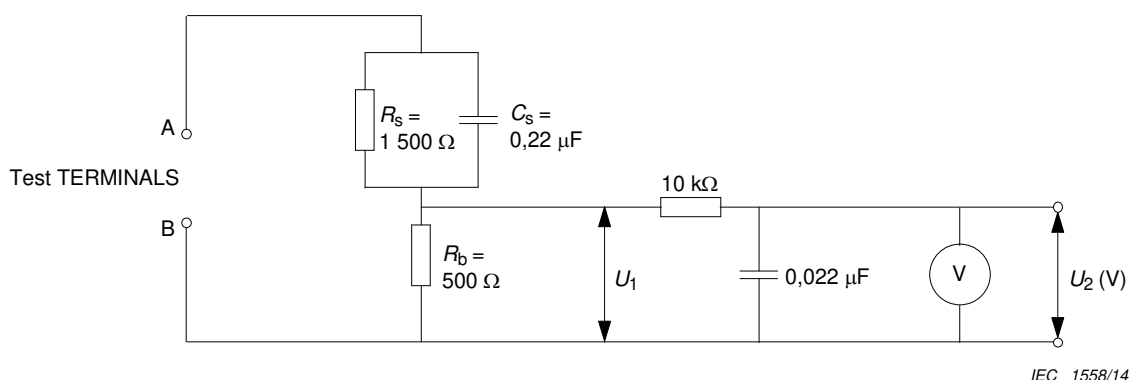 A
Test TERMINALS
B
Rs =
1 500 Ω
Cs =
0,22 μF
Rb =
500 Ω
U1
10 kΩ
0,022 μF
V
U2 (V)
IEC 1558/14